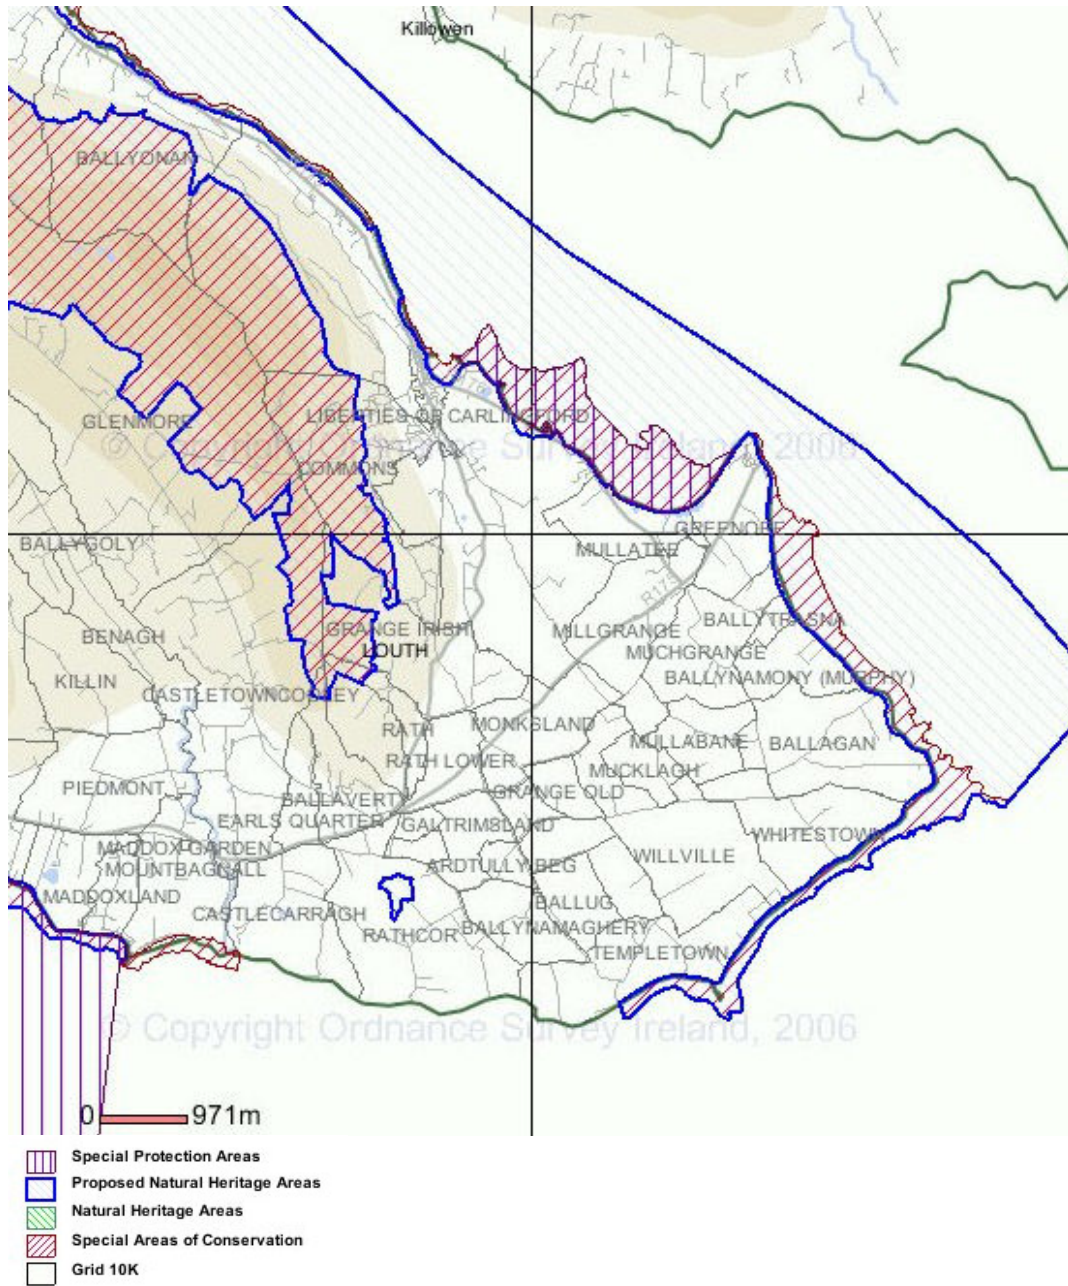 Killowen
BALLYONAN
R176
LIBERTIES OF CARLINGFORD
GLENMORE
© Copyright Ordnance Survey Ireland, 2006
COMMONS
GREENORE
BALLYGOLY
MULLATEE
R175
BALLYTRASNA
GRANGE IRISH
MILLGRANGE
BENAGH
LOUTH
MUCHGRANGE
KILLIN
BALLYNAMONY (MURPHY)
CASTLETOWNCOOLEY
RATH
MONKSLAND
MULLABANE
BALLAGAN
RATH LOWER
MUCKLAGH
PIEDMONT
GRANGE OLD
BALLAVERTY
EARLS QUARTER
GALTRIMSLAND
WHITESTOWN
MADDOX GARDEN
WILLVILLE
MOUNTBAGNALL
ARDTULLY BEG
MADDOXLAND
BALLUG
CASTLECARRAGH
BALLYNAMAGHERY
RATHCOR
TEMPLETOWN
© Copyright Ordnance Survey Ireland, 2006
0 971m
Special Protection Areas
Proposed Natural Heritage Areas
Natural Heritage Areas
Special Areas of Conservation
Grid 10K